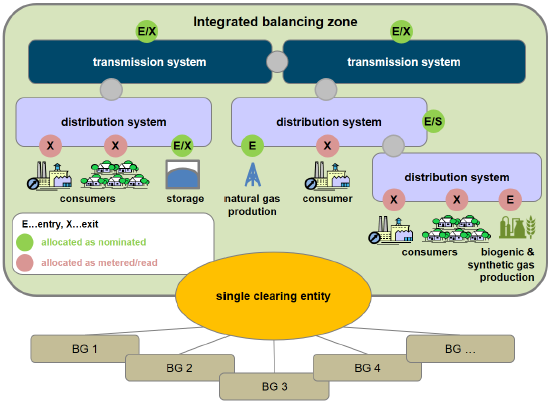 Integrated balancing zone
E/X
E/X
transmission system
transmission system
distribution system
distribution system
E/S
X
X
E/X
E
X
distribution system
consumers
storage
natural gas
prodution
consumer
X
X
E
E...entry, X...exit
allocated as nominated
allocated as metered/read
consumers
biogenic &
synthetic gas
production
single clearing entity
BG 1
BG 2
BG 3
BG 4
BG ...